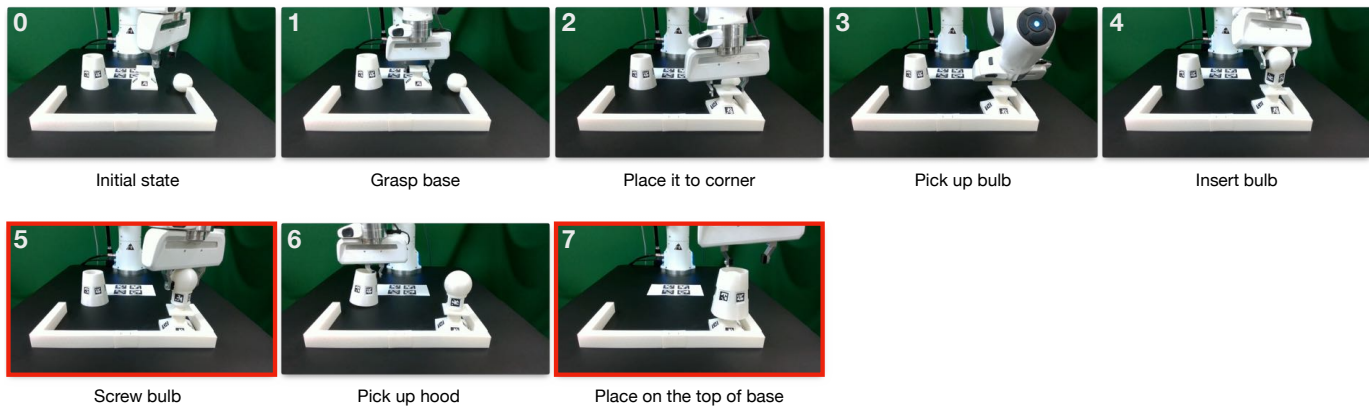 0
1
2
3
4
Initial state
Grasp base
Place it to corner
Pick up bulb
Insert bulb
5
6
7
Screw bulb
Pick up hood
Place on the top of base